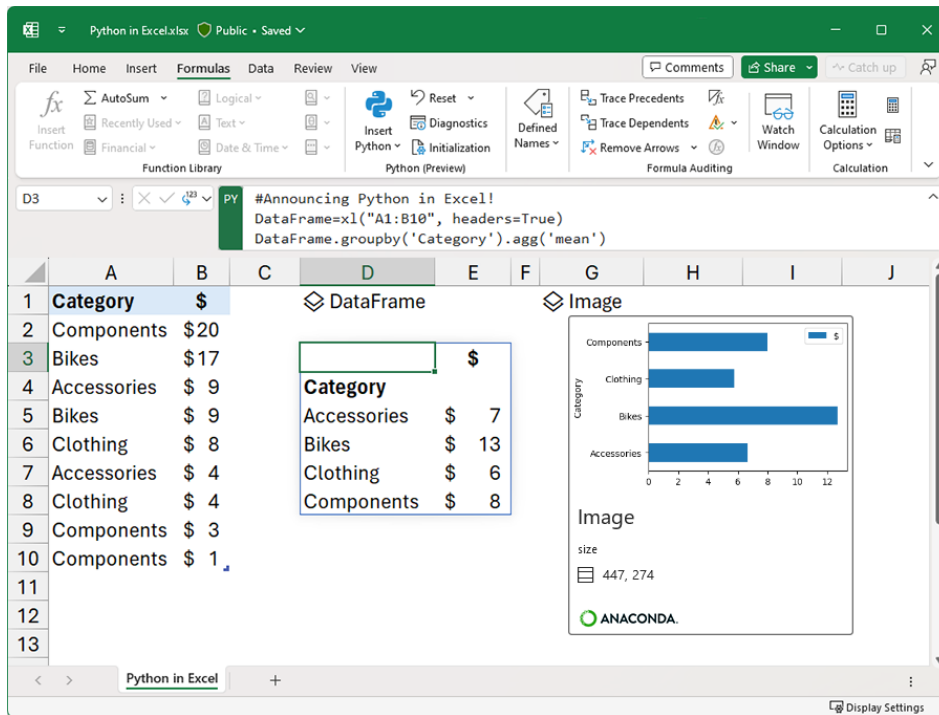 Python in Excel.xlsx Public • Saved
File Home Insert Formulas Data Review View Comments Share Catch up
fx Insert Function
AutoSum
Recently Used
Financial
Logical
Text
Date & Time
Function Library
Insert Python
Reset
Diagnostics
Initialization
Python (Preview)
Defined Names
Trace Precedents
Trace Dependents
Remove Arrows
fx
Watch Window
Formula Auditing
Calculation Options
Calculation
D3 123 PY #Announcing Python in Excel!
DataFrame=xl("A1:B10", headers=True)
DataFrame.groupby('Category').agg('mean')
A B C D E F G H I J
1 Category $ DataFrame Image
2 Components $20
3 Bikes $17 $
4 Accessories $ 9 Category
5 Bikes $ 9 Accessories $ 7
6 Clothing $ 8 Bikes $ 13
7 Accessories $ 4 Clothing $ 6
8 Clothing $ 4 Components $ 8
9 Components $ 3
10 Components $ 1
11
12
13
$
Category
Components
Clothing
Bikes
Accessories
0 2 4 6 8 10 12
Image
size
447, 274
ANACONDA.
Python in Excel +
Display Settings